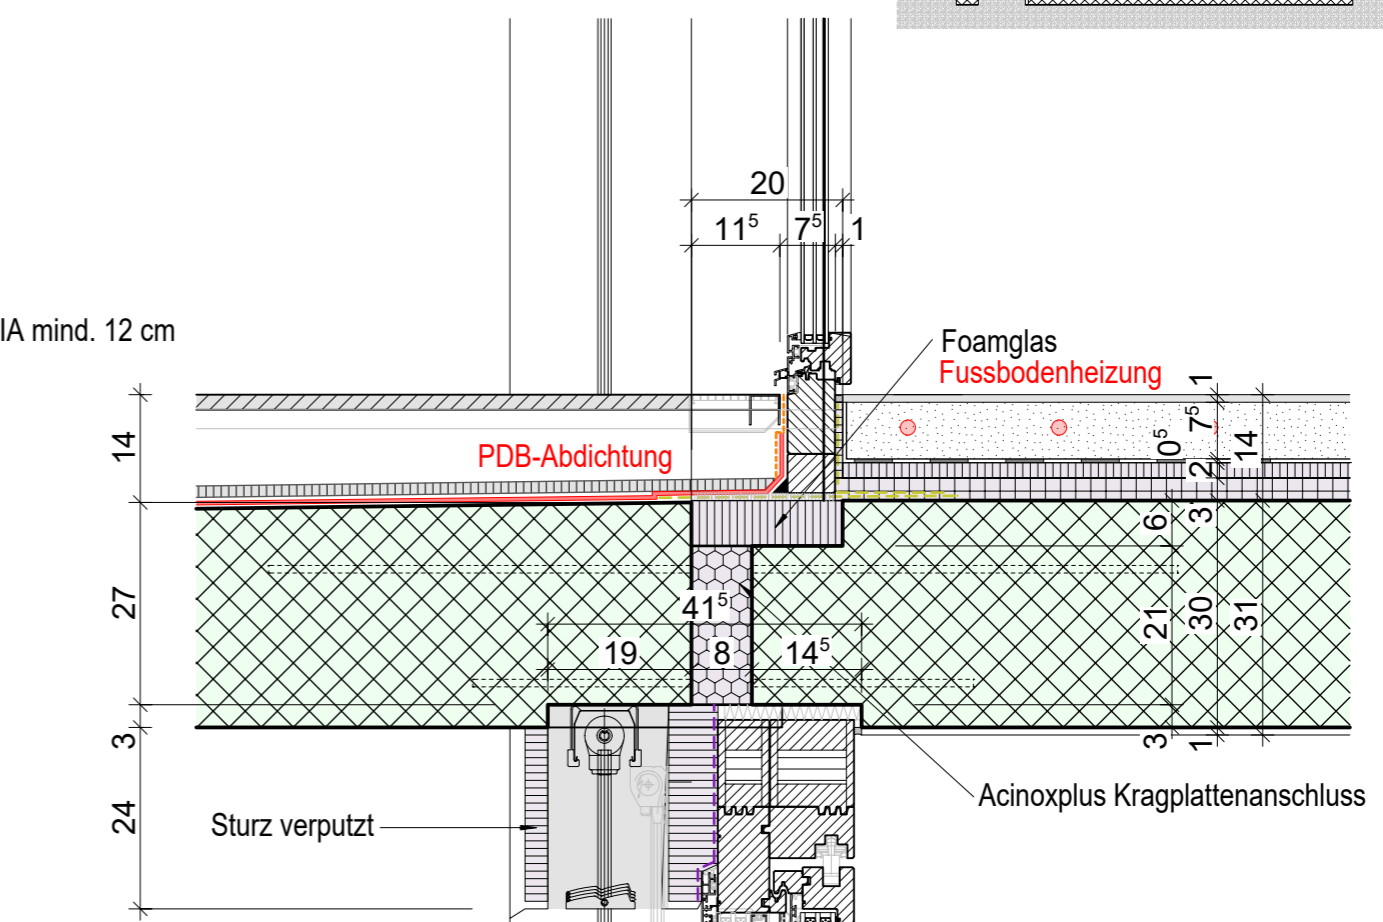 20
11⁵ 7⁵ 1
IA mind. 12 cm
Foamglas
Fussbodenheizung
1
14
PDB-Abdichtung
7⁵
0⁵
14
2
3
6
27
41⁵
19 8 14⁵
21
30
31
3
3
1
Acinoxplus Kragplattenanschluss
24
Sturz verputzt